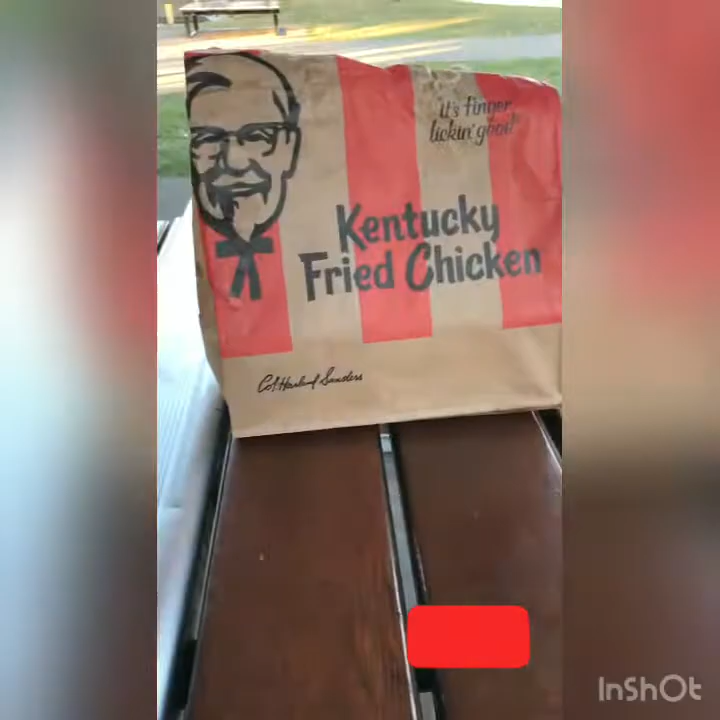 it's finger
lickin' good
Kentucky
Fried Chicken
Col. Harland Sanders
InShOt